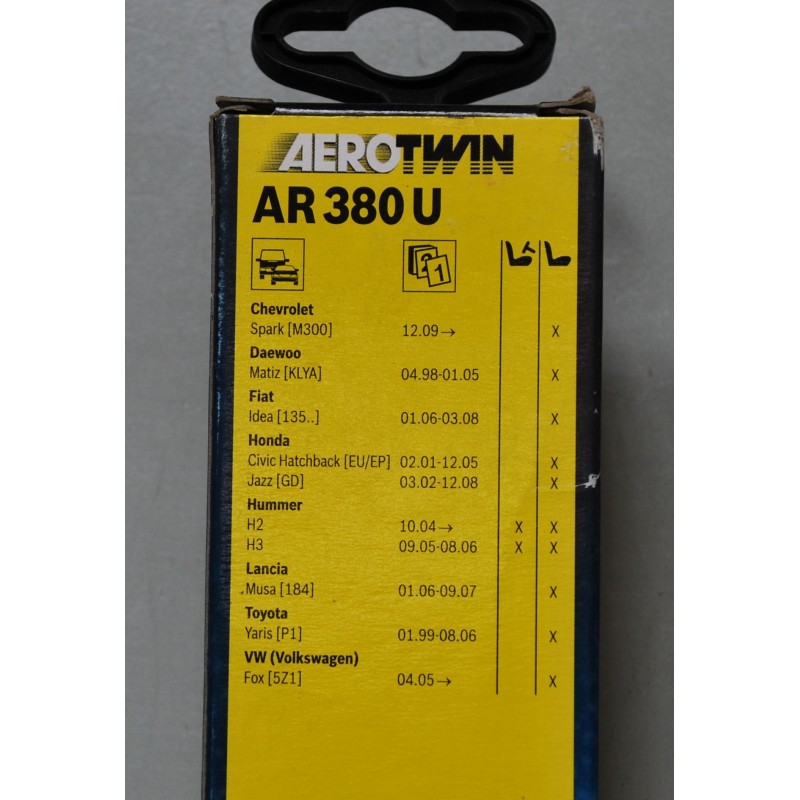 AEROTWIN
AR 380 U
21
Chevrolet
Spark [M300] 12.09→ X
Daewoo
Matiz [KLYA] 04.98-01.05 X
Fiat
Idea [135..] 01.06-03.08 X
Honda
Civic Hatchback [EU/EP] 02.01-12.05 X
Jazz [GD] 03.02-12.08 X
Hummer
H2 10.04→ X X
H3 09.05-08.06 X X
Lancia
Musa [184] 01.06-09.07 X
Toyota
Yaris [P1] 01.99-08.06 X
VW (Volkswagen)
Fox [5Z1] 04.05→ X